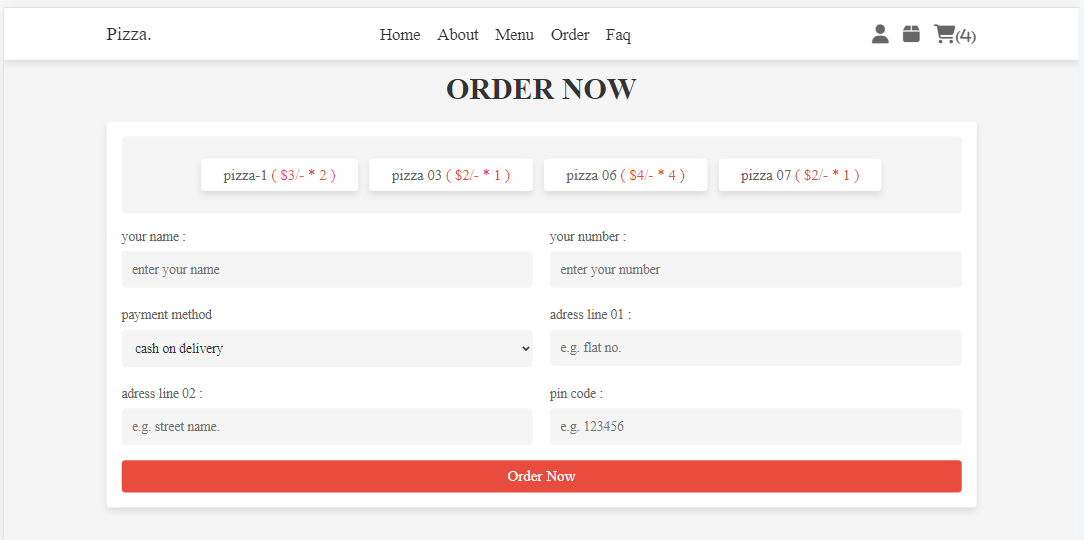 Pizza. Home About Menu Order Faq (4)
ORDER NOW
pizza-1 ( $3/- * 2 ) pizza 03 ( $2/- * 1 ) pizza 06 ( $4/- * 4 ) pizza 07 ( $2/- * 1 )
your name : your number :
enter your name enter your number
payment method adress line 01 :
cash on delivery e.g. flat no.
adress line 02 : pin code :
e.g. street name. e.g. 123456
Order Now